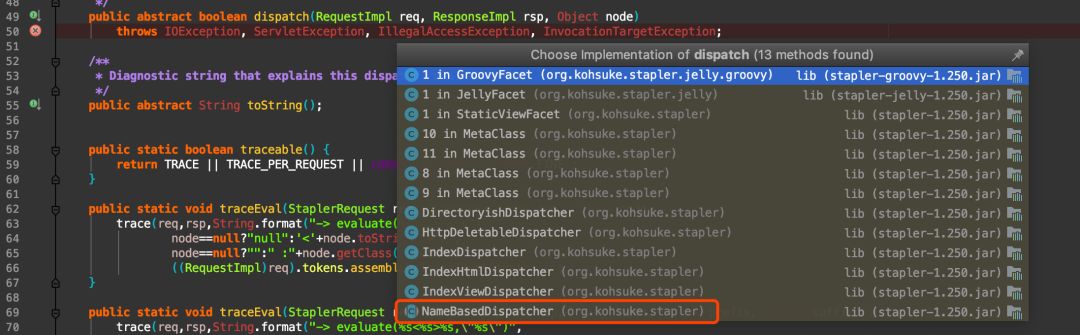 48 */
49 public abstract boolean dispatch(RequestImpl req, ResponseImpl rsp, Object node)
50 throws IOException, ServletException, IllegalAccessException, InvocationTargetException;
51
52 /**
53 * Diagnostic string that explains this dispa
54 */
55 public abstract String toString();
56
57
58 public static boolean traceable() {
59 return TRACE || TRACE_PER_REQUEST ||
60 }
61
62 public static void traceEval(StaplerRequest r
63 trace(req,rsp,String.format("-> evaluate(
64 node==null?"null":'<'+node.toStri
65 node==null?"":" :"+node.getClass(
66 ((RequestImpl)req).tokens.assembl
67 }
68
69 public static void traceEval(StaplerRequest r
70 trace(req,rsp,String.format("-> evaluate(%s<%s>%s,\"%s\")",
Choose Implementation of dispatch (13 methods found)
1 in GroovyFacet (org.kohsuke.stapler.jelly.groovy) lib (stapler-groovy-1.250.jar)
1 in JellyFacet (org.kohsuke.stapler.jelly) lib (stapler-jelly-1.250.jar)
1 in StaticViewFacet (org.kohsuke.stapler) lib (stapler-1.250.jar)
10 in MetaClass (org.kohsuke.stapler) lib (stapler-1.250.jar)
11 in MetaClass (org.kohsuke.stapler) lib (stapler-1.250.jar)
8 in MetaClass (org.kohsuke.stapler) lib (stapler-1.250.jar)
9 in MetaClass (org.kohsuke.stapler) lib (stapler-1.250.jar)
DirectoryishDispatcher (org.kohsuke.stapler) lib (stapler-1.250.jar)
HttpDeletableDispatcher (org.kohsuke.stapler) lib (stapler-1.250.jar)
IndexDispatcher (org.kohsuke.stapler) lib (stapler-1.250.jar)
IndexHtmlDispatcher (org.kohsuke.stapler) lib (stapler-1.250.jar)
IndexViewDispatcher (org.kohsuke.stapler) lib (stapler-1.250.jar)
NameBasedDispatcher (org.kohsuke.stapler) lib (stapler-1.250.jar)